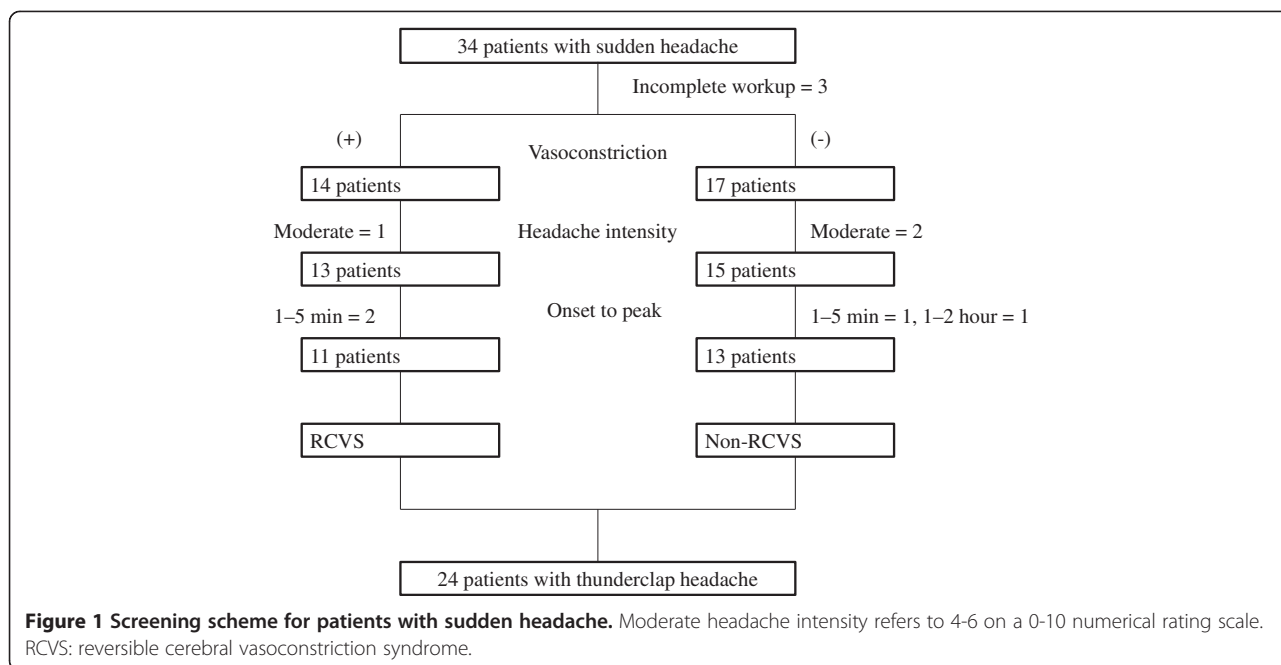 34 patients with sudden headache
Incomplete workup = 3
(+)
(-)
Vasoconstriction
14 patients
17 patients
Moderate = 1
Headache intensity
Moderate = 2
13 patients
15 patients
Onset to peak
1–5 min = 2
1–5 min = 1, 1–2 hour = 1
11 patients
13 patients
RCVS
Non-RCVS
24 patients with thunderclap headache
Figure 1 Screening scheme for patients with sudden headache. Moderate headache intensity refers to 4-6 on a 0-10 numerical rating scale.
RCVS: reversible cerebral vasoconstriction syndrome.